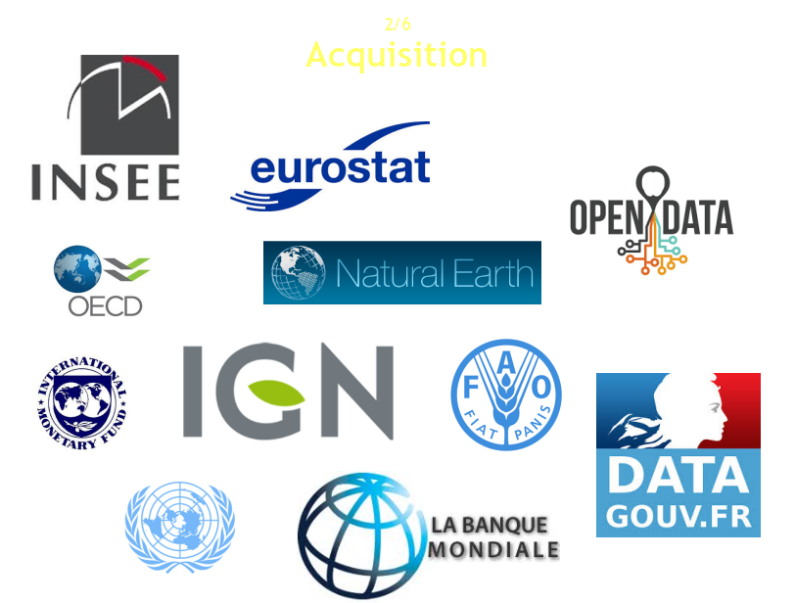 2/6
Acquisition
INSEE
eurostat
OPEN DATA
OECD
Natural Earth
INTERNATIONAL
MONETARY FUND
IGN
F A O
FIAT PANIS
DATA
GOUV.FR
LA BANQUE
MONDIALE